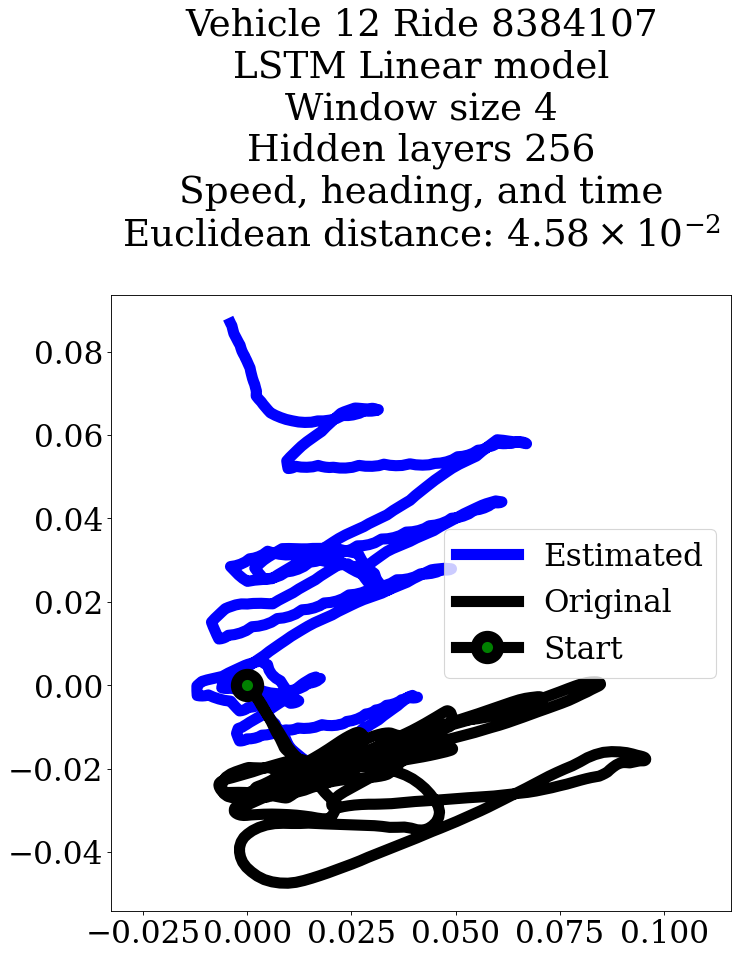 Vehicle 12 Ride 8384107
LSTM Linear model
Window size 4
Hidden layers 256
Speed, heading, and time
Euclidean distance: 4.58 × 10⁻²
0.08
0.06
0.04
0.02
0.00
−0.02
−0.04
Estimated
Original
Start
−0.025 0.000 0.025 0.050 0.075 0.100